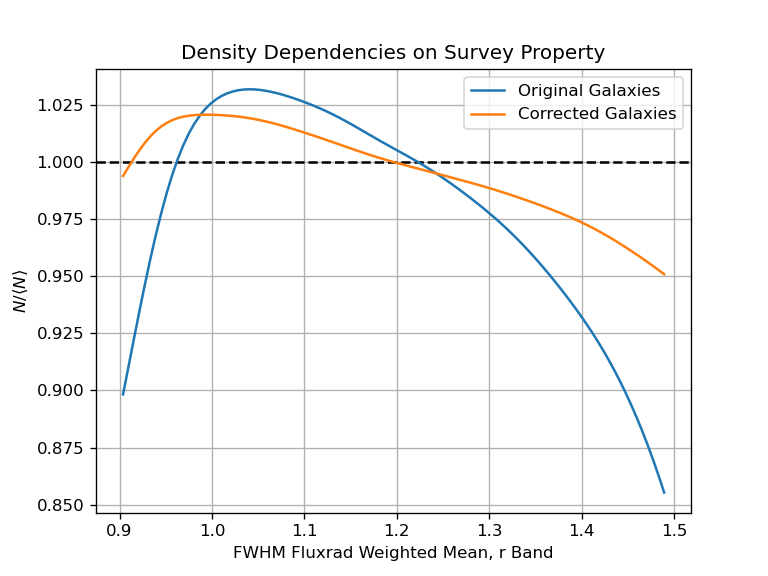 Density Dependencies on Survey Property
Original Galaxies
Corrected Galaxies
1.025
1.000
0.975
0.950
0.925
0.900
0.875
0.850
N/⟨N⟩
0.9 1.0 1.1 1.2 1.3 1.4 1.5
FWHM Fluxrad Weighted Mean, r Band